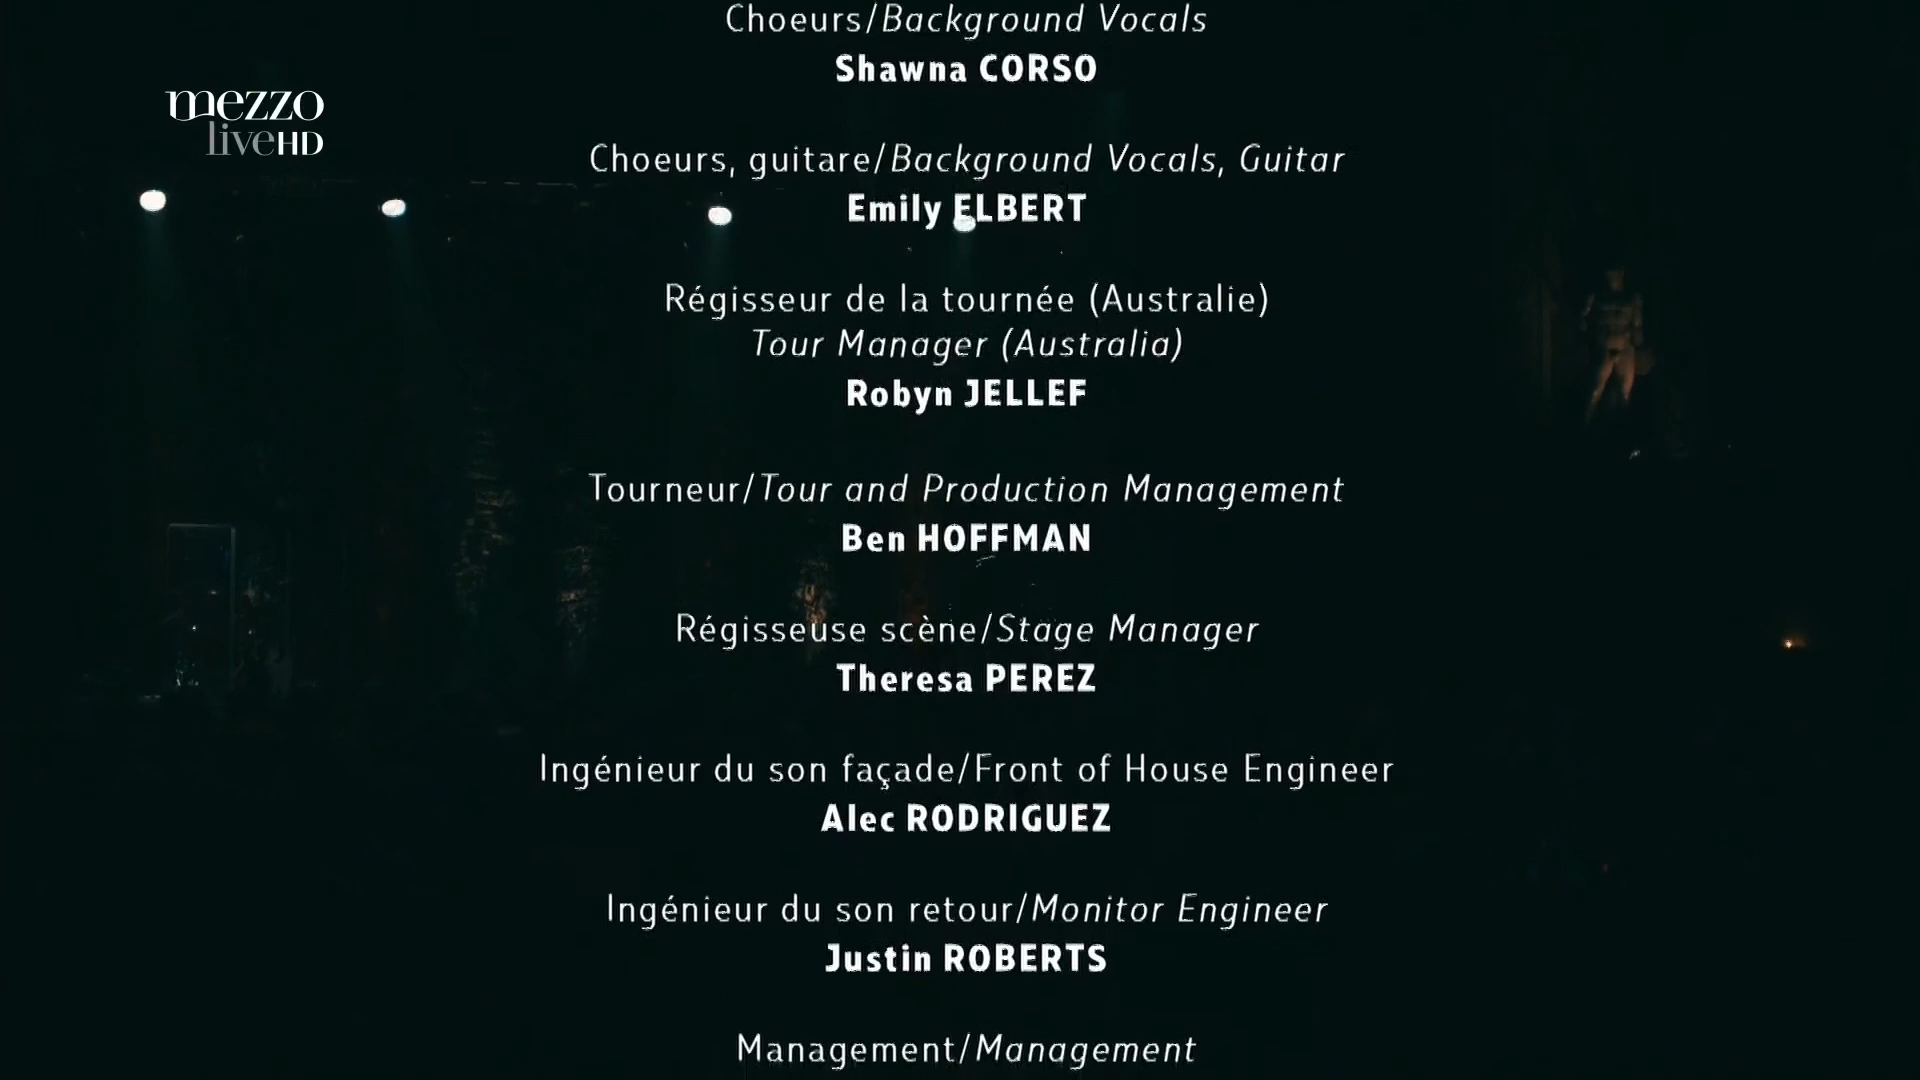 Choeurs/Background Vocals
Shawna CORSO
mezzo
liveHD
Choeurs, guitare/Background Vocals, Guitar
Emily ELBERT
Régisseur de la tournée (Australie)
Tour Manager (Australia)
Robyn JELLEF
Tourneur/Tour and Production Management
Ben HOFFMAN
Régisseuse scène/Stage Manager
Theresa PEREZ
Ingénieur du son façade/Front of House Engineer
Alec RODRIGUEZ
Ingénieur du son retour/Monitor Engineer
Justin ROBERTS
Management/Management